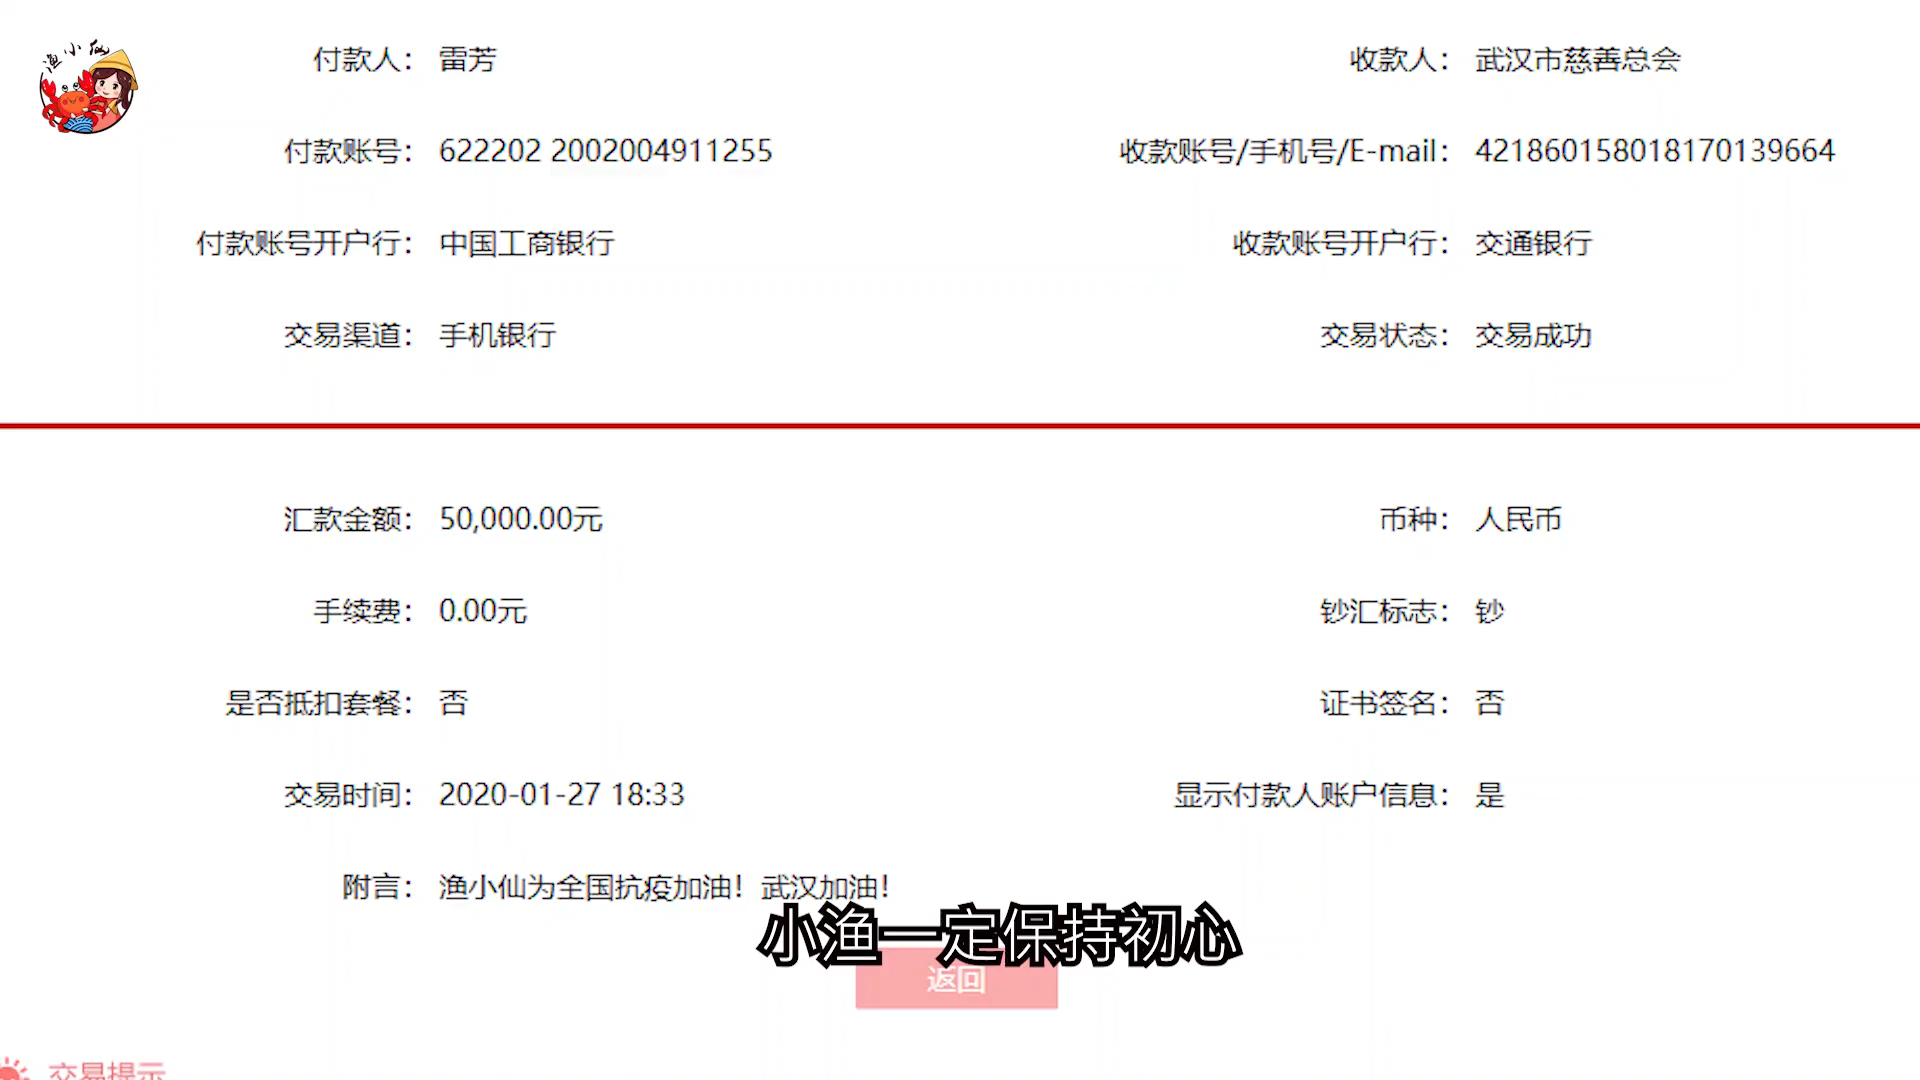 渔小仙
付款人： 雷芳
收款人： 武汉市慈善总会
付款账号： 622202 2002004911255
收款账号/手机号/E-mail： 421860158018170139664
付款账号开户行： 中国工商银行
收款账号开户行： 交通银行
交易渠道： 手机银行
交易状态： 交易成功
汇款金额： 50,000.00元
币种： 人民币
手续费： 0.00元
钞汇标志： 钞
是否抵扣套餐： 否
证书签名： 否
交易时间： 2020-01-27 18:33
显示付款人账户信息： 是
附言： 渔小仙为全国抗疫加油！武汉加油！
小渔一定保持初心
返回
交易提示